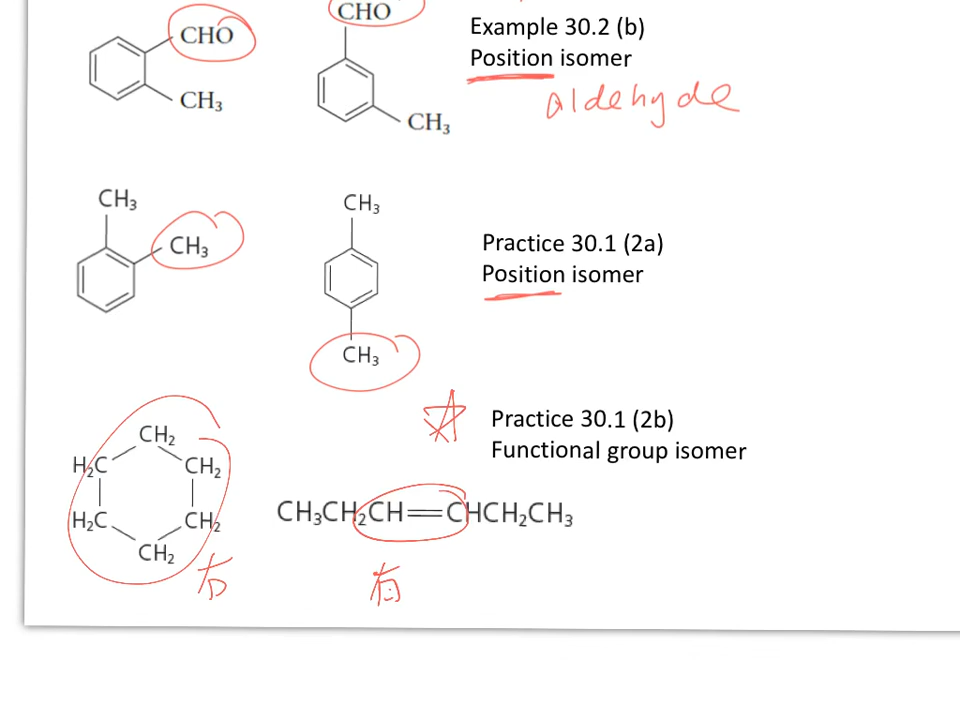 CHO
CH₃
CHO
CH₃
Example 30.2 (b)
Position isomer
aldehyde
CH₃
CH₃
CH₃
CH₃
Practice 30.1 (2a)
Position isomer
Practice 30.1 (2b)
Functional group isomer
CH₂
H₂C
CH₂
H₂C
CH₂
CH₂
CH₃CH₂CH=CHCH₂CH₃